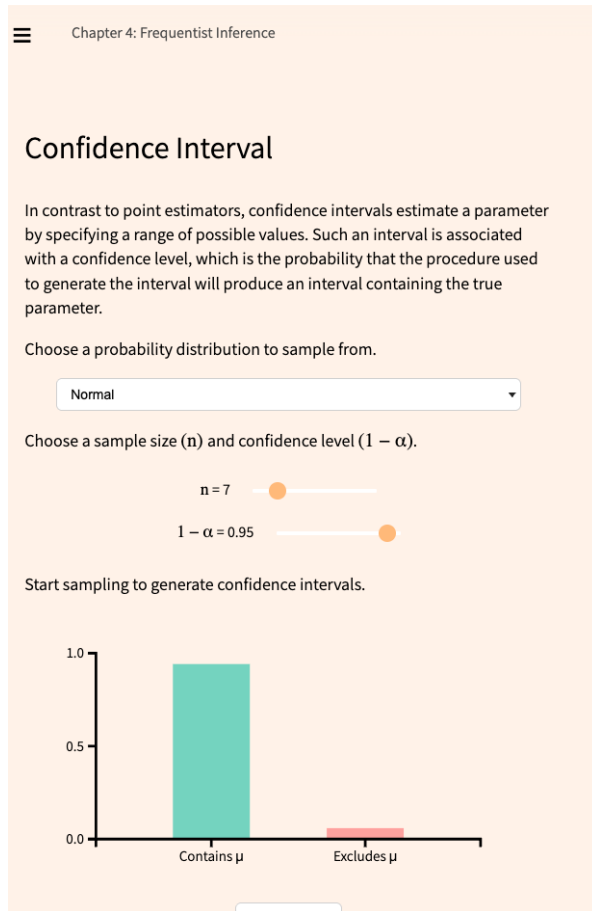 Chapter 4: Frequentist Inference
Confidence Interval
In contrast to point estimators, confidence intervals estimate a parameter
by specifying a range of possible values. Such an interval is associated
with a confidence level, which is the probability that the procedure used
to generate the interval will produce an interval containing the true
parameter.
Choose a probability distribution to sample from.
Normal
Choose a sample size (n) and confidence level (1 − α).
n = 7
1 − α = 0.95
Start sampling to generate confidence intervals.
1.0
0.5
0.0
Contains μ Excludes μ